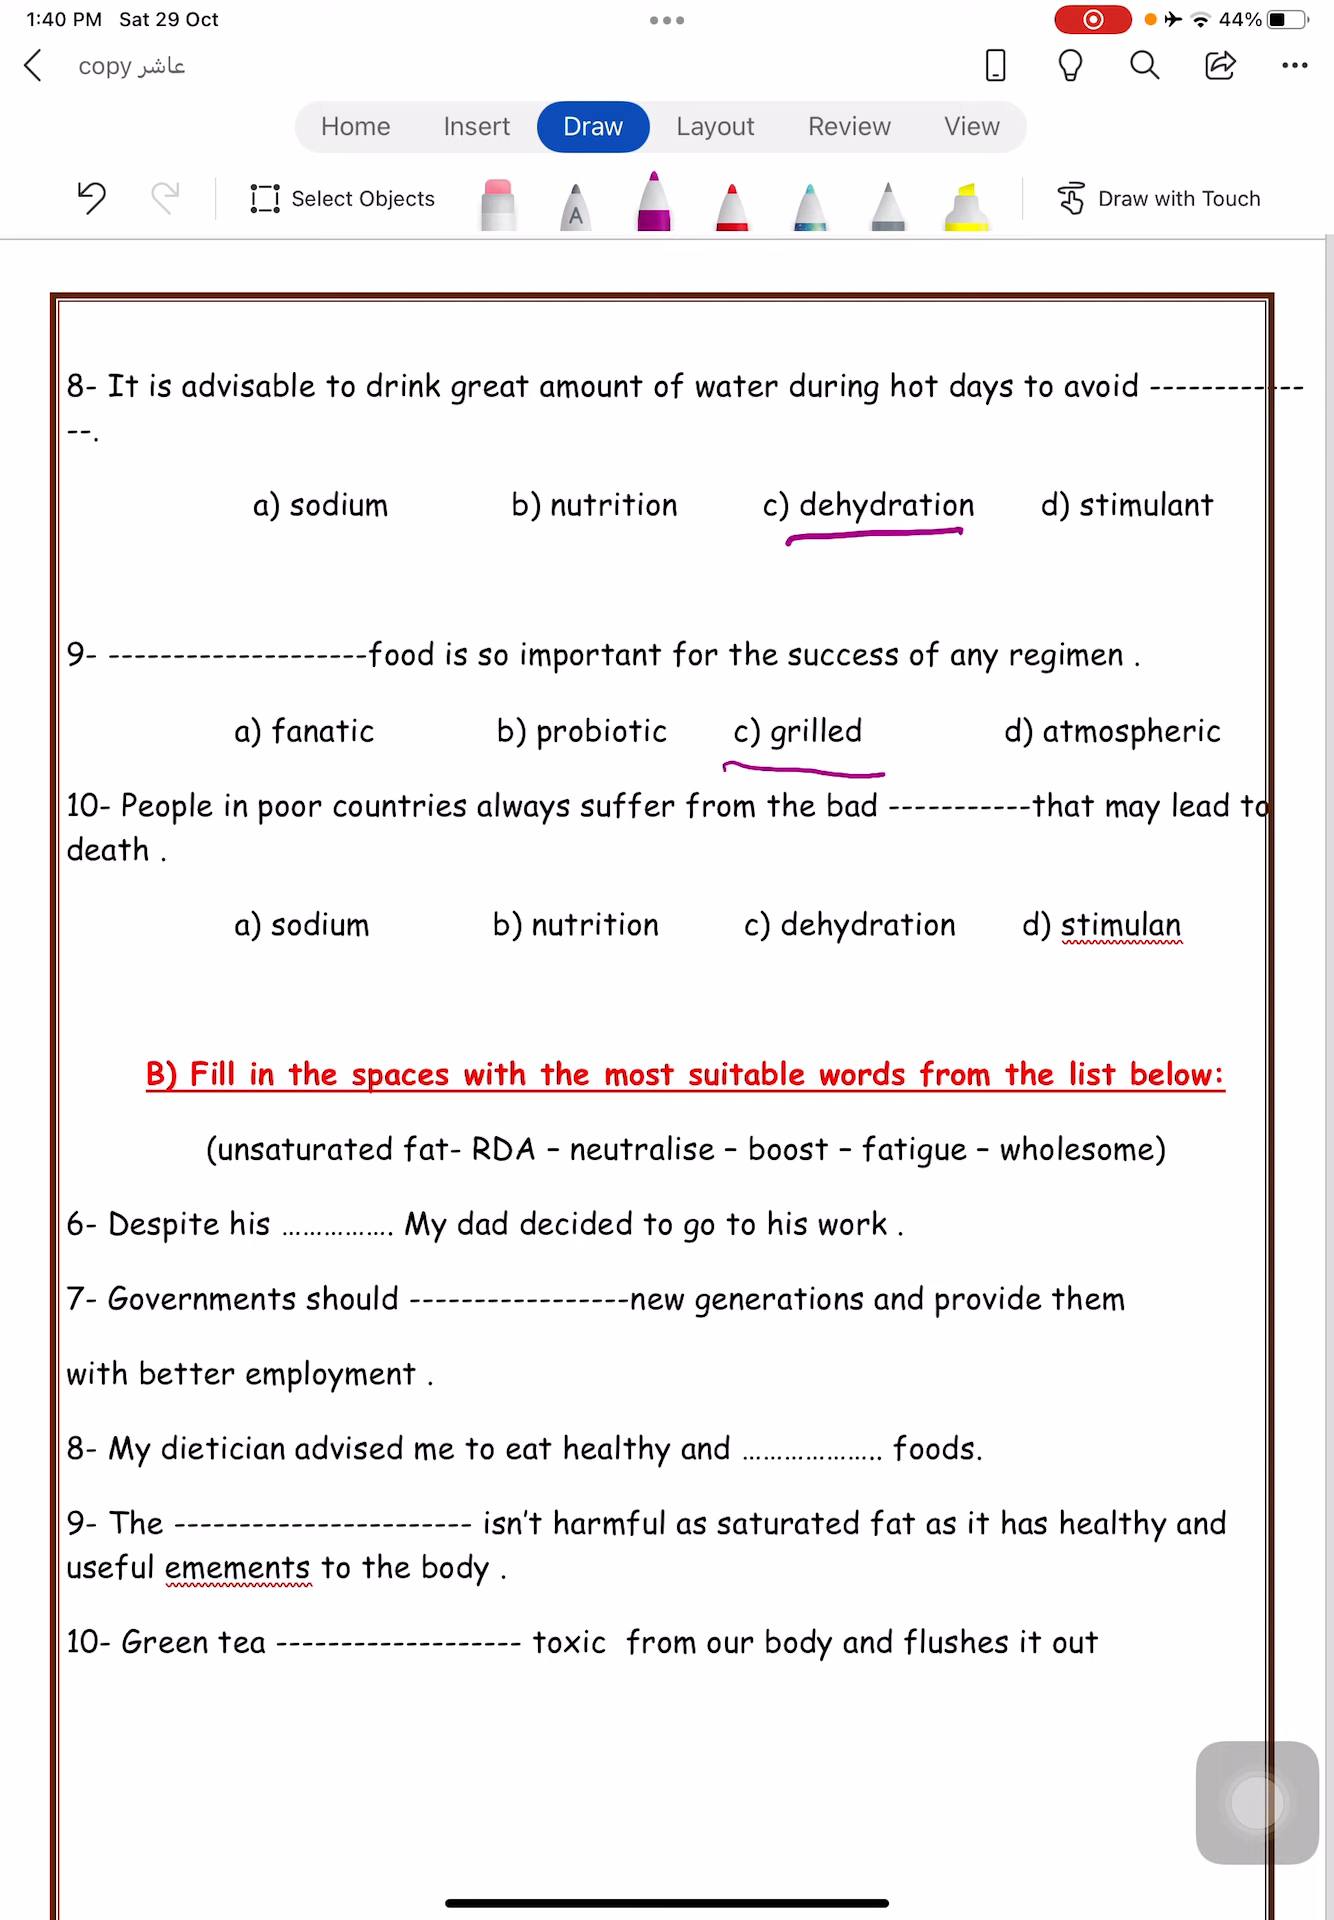 1:40 PM Sat 29 Oct
44%
copy عاشر
Home Insert Draw Layout Review View
Select Objects A Draw with Touch
8- It is advisable to drink great amount of water during hot days to avoid ------------
--.
a) sodium b) nutrition c) dehydration d) stimulant
9- --------------------food is so important for the success of any regimen .
a) fanatic b) probiotic c) grilled d) atmospheric
10- People in poor countries always suffer from the bad -----------that may lead to
death .
a) sodium b) nutrition c) dehydration d) stimulan
B) Fill in the spaces with the most suitable words from the list below:
(unsaturated fat- RDA – neutralise – boost – fatigue – wholesome)
6- Despite his ................ My dad decided to go to his work .
7- Governments should -----------------new generations and provide them
with better employment .
8- My dietician advised me to eat healthy and .................... foods.
9- The ----------------------- isn't harmful as saturated fat as it has healthy and
useful emements to the body .
10- Green tea ------------------- toxic from our body and flushes it out